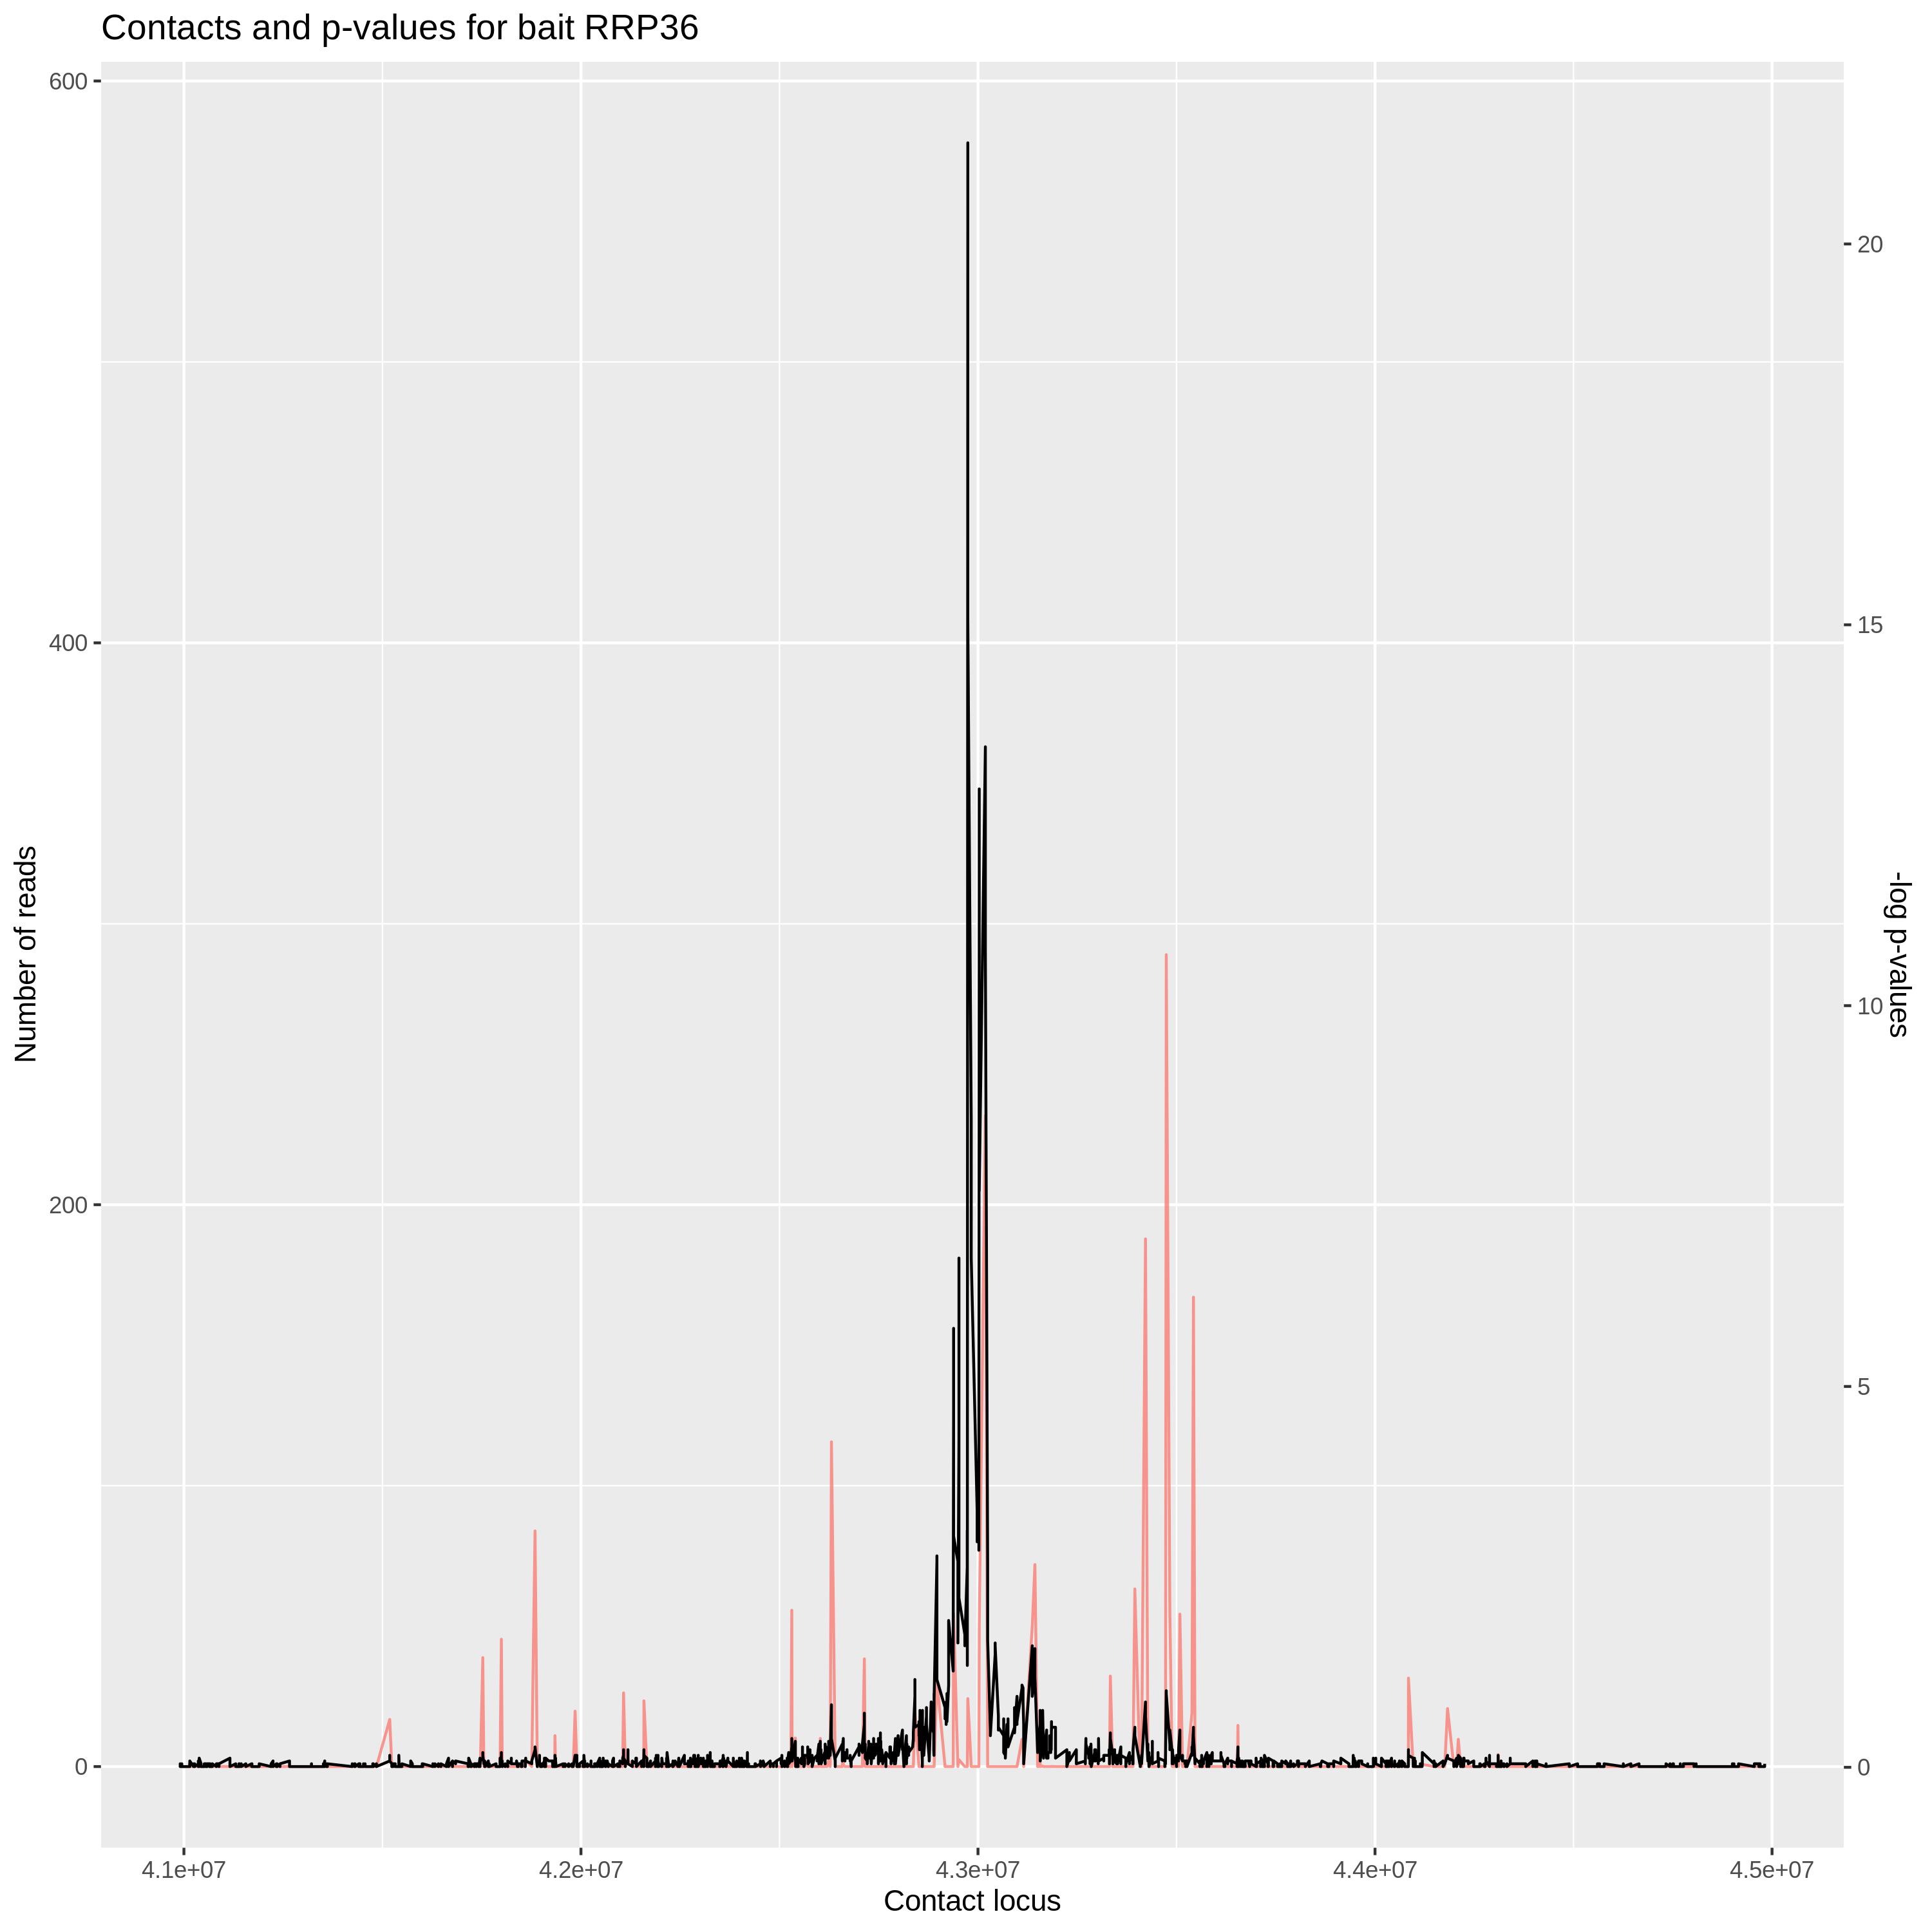 Contacts and p-values for bait RRP36
600
400
200
0
Number of reads
20
15
10
5
0
-log p-values
4.1e+07
4.2e+07
4.3e+07
4.4e+07
4.5e+07
Contact locus